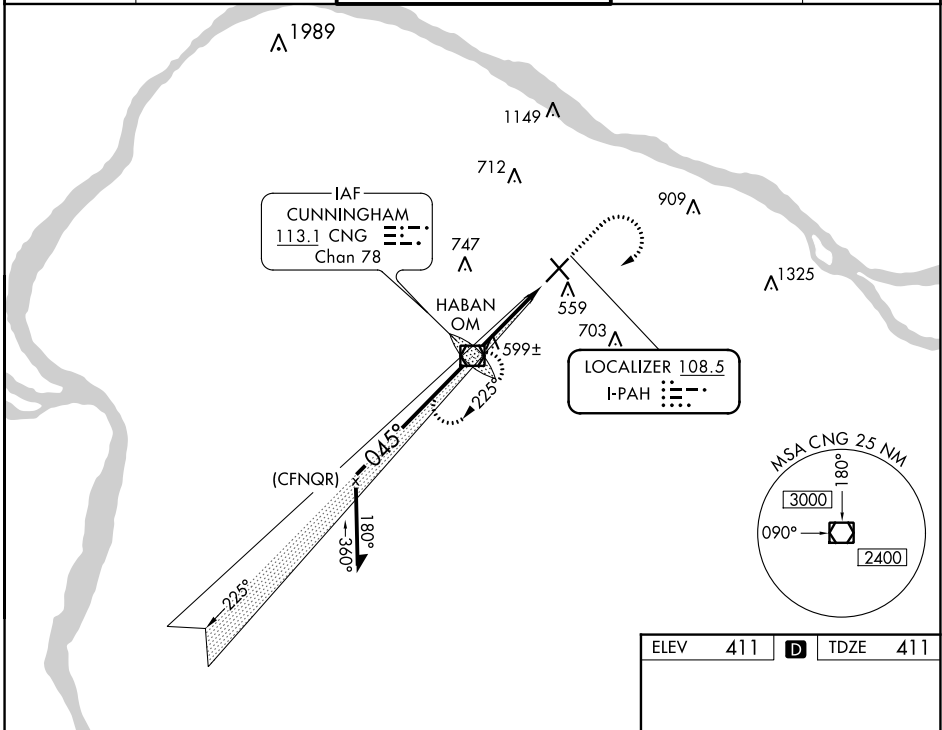 1989
1149
712
909
IAF
CUNNINGHAM
113.1 CNG
Chan 78
747
1325
HABAN
OM
559
703
599±
LOCALIZER 108.5
I-PAH
225°
045°
(CFNQR)
180°
360°
225°
MSA CNG 25 NM
180°
3000
090°
2400
ELEV 411 D TDZE 411